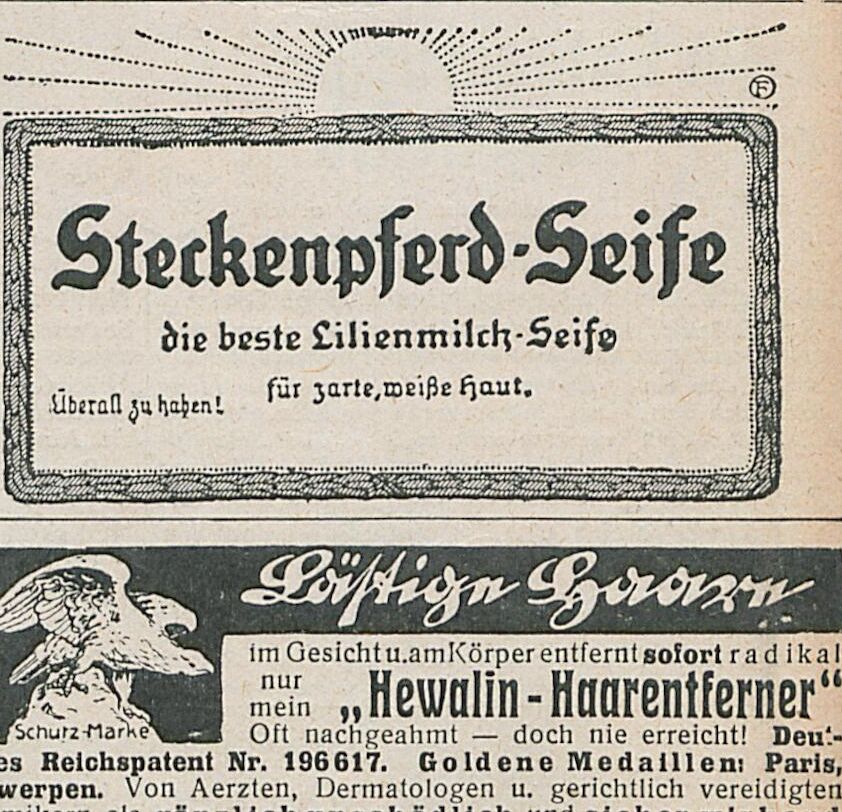 F
Steckenpferd-Seife
die beste Lilienmilch-Seife
für zarte, weiße Haut.
Überall zu haben!
Lästige Haare
im Gesicht u. am Körper entfernt sofort radikal
nur
mein „Hewalin-Haarentferner“
Schutz-Marke
Oft nachgeahmt — doch nie erreicht! Deut-
es Reichspatent Nr. 196617. Goldene Medaillen: Paris,
werpen. Von Aerzten, Dermatologen u. gerichtlich vereidigten